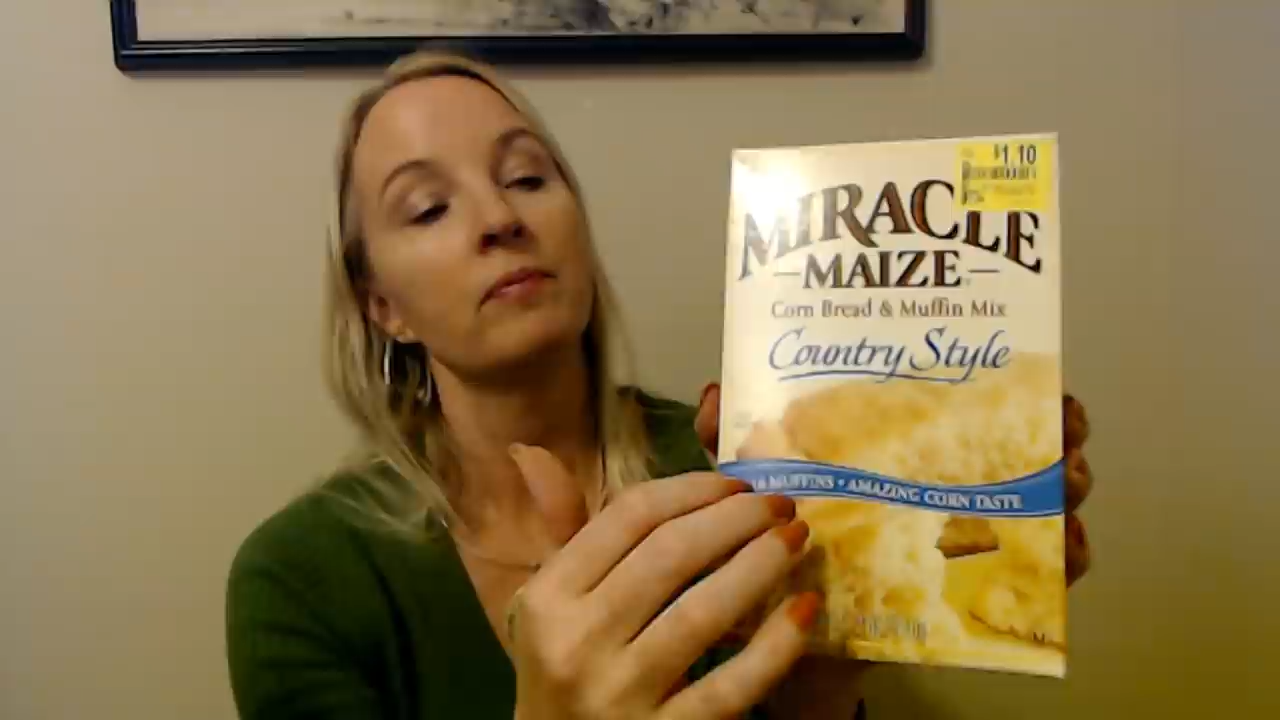 $1.10
MIRACLE
-MAIZE-
Corn Bread & Muffin Mix
Country Style
MUFFINS • AMAZING CORN TASTE